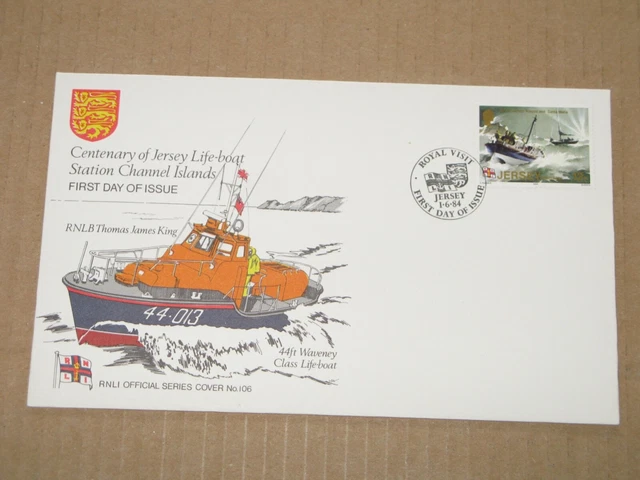 Centenary of Jersey Life-boat
Station Channel Islands
FIRST DAY OF ISSUE
RNLB Thomas James King
44-013
44ft Waveney
Class Life-boat
RNLI
RNLI OFFICIAL SERIES COVER No.106
ROYAL VISIT
JERSEY
1·6·84
FIRST DAY OF ISSUE
JERSEY